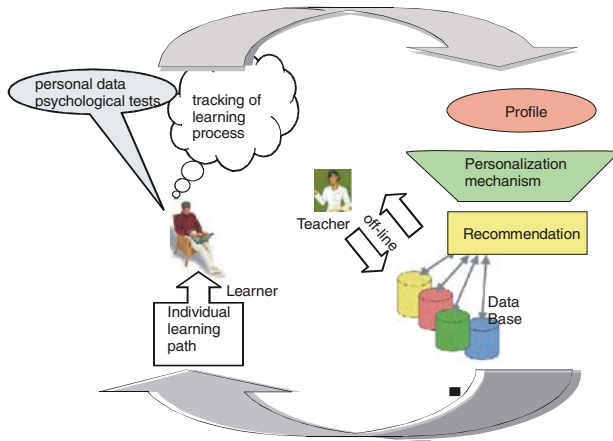 personal data
psychological tests
tracking of
learning
process
Profile
Personalization
mechanism
Teacher
off-line
Recommendation
Learner
Individual
learning
path
Data
Base